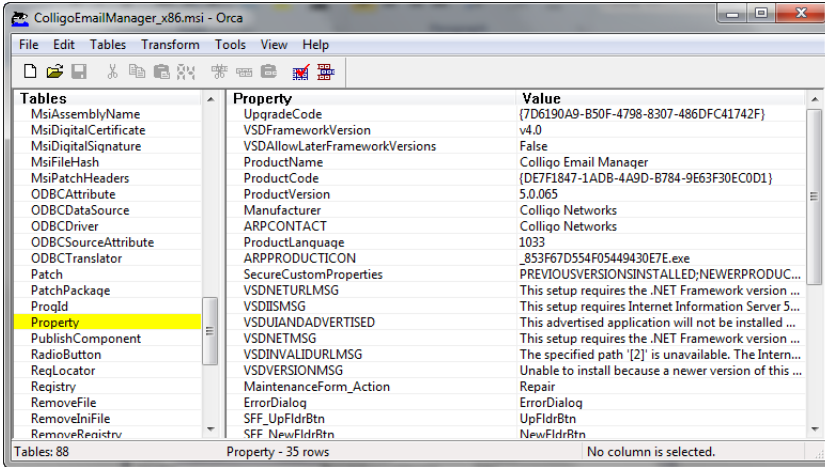 ColligoEmailManager_x86.msi - Orca
File Edit Tables Transform Tools View Help
Tables Property Value
MsiAssemblyName UpgradeCode {7D6190A9-B50F-4798-8307-486DFC41742F}
MsiDigitalCertificate VSDFrameworkVersion v4.0
MsiDigitalSignature VSDAllowLaterFrameworkVersions False
MsiFileHash ProductName Colligo Email Manager
MsiPatchHeaders ProductCode {DE7F1847-1ADB-4A9D-B784-9E63F30EC0D1}
ODBCAttribute ProductVersion 5.0.065
ODBCDataSource Manufacturer Colligo Networks
ODBCDriver ARPCONTACT Colligo Networks
ODBCSourceAttribute ProductLanguage 1033
ODBCTranslator ARPPRODUCTICON _853F67D554F05449430E7E.exe
Patch SecureCustomProperties PREVIOUSVERSIONSINSTALLED;NEWERPRODUC...
PatchPackage VSDNETURLMSG This setup requires the .NET Framework version ...
ProgId VSDIISMSG This setup requires Internet Information Server 5...
Property VSDUIANDADVERTISED This advertised application will not be installed ...
PublishComponent VSDNETMSG This setup requires the .NET Framework version ...
RadioButton VSDINVALIDURLMSG The specified path '[2]' is unavailable. The Intern...
RegLocator VSDVERSIONMSG Unable to install because a newer version of this ...
Registry MaintenanceForm_Action Repair
RemoveFile ErrorDialog ErrorDialog
RemoveIniFile SFF_UpFldrBtn UpFldrBtn
RemoveRegistry SFF_NewFldrBtn NewFldrBtn
Tables: 88 Property - 35 rows No column is selected.